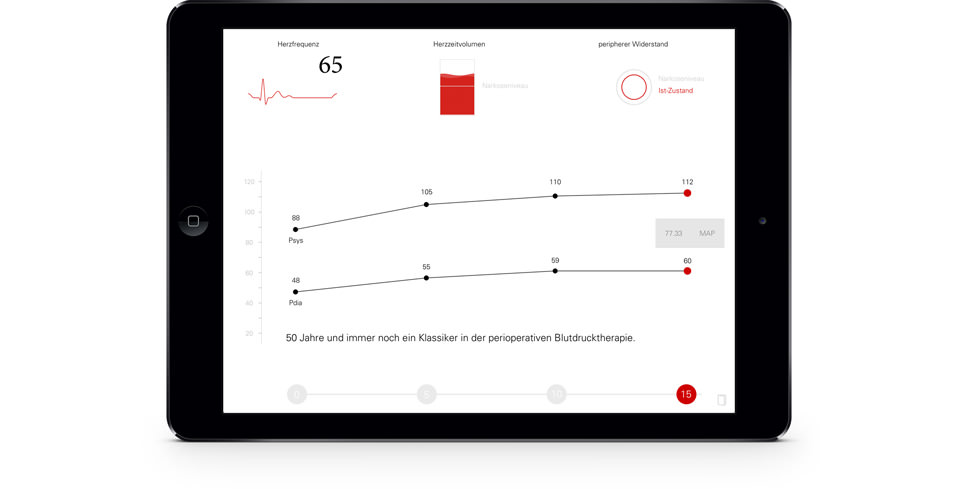 Herzfrequenz
Herzzeitvolumen
peripherer Widerstand
65
Narkoseniveau
Narkoseniveau
Ist-Zustand
120
100
80
60
40
20
88
105
110
112
Psys
77.33 MAP
48
55
59
60
Pdia
50 Jahre und immer noch ein Klassiker in der perioperativen Blutdrucktherapie.
0
5
10
15